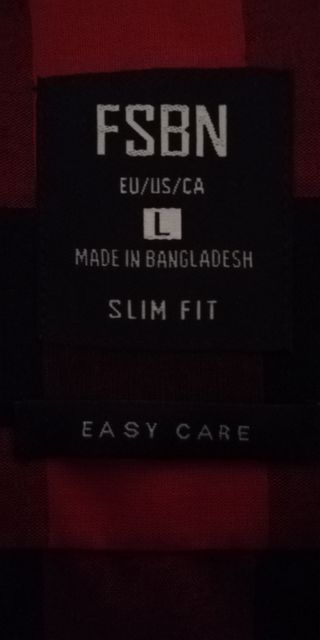 FSBN
EU/US/CA
L
MADE IN BANGLADESH
SLIM FIT
EASY CARE